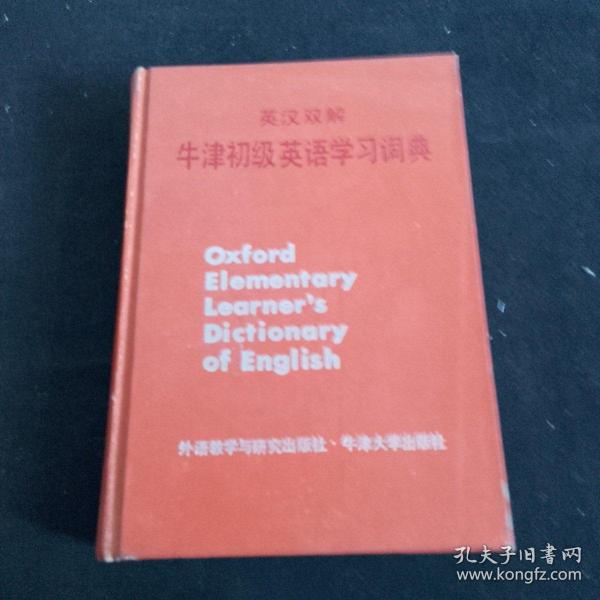 英汉双解
牛津初级英语学习词典
Oxford
Elementary
Learner's
Dictionary
of English
外语教学与研究出版社·牛津大学出版社
孔夫子旧书网
www.kongfz.com